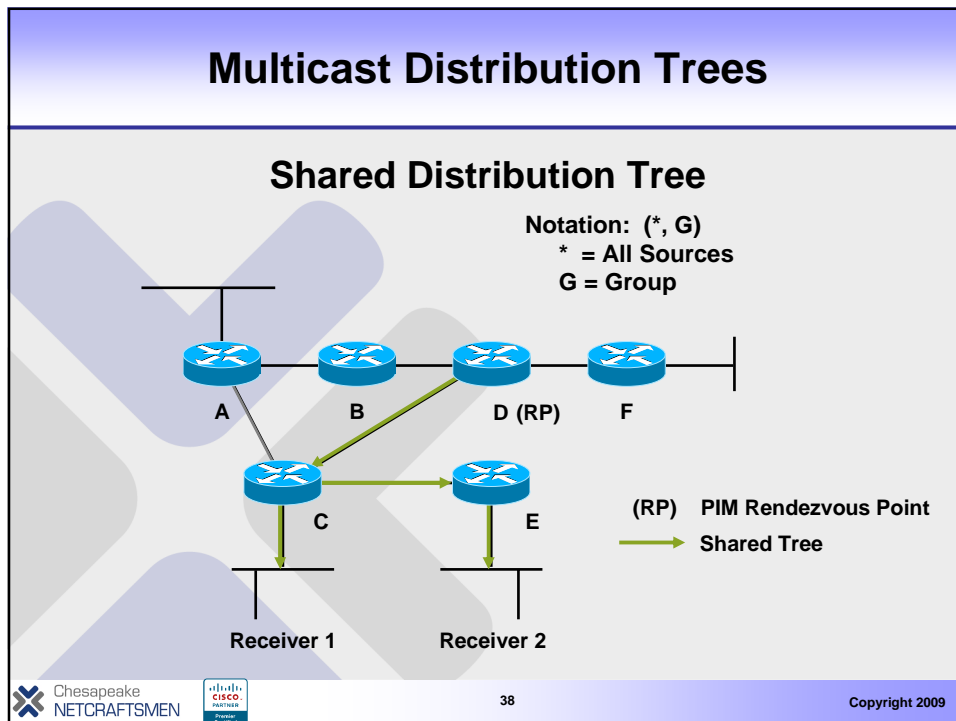 Multicast Distribution Trees
Shared Distribution Tree
Notation: (*, G)
* = All Sources
G = Group
A
B
D (RP)
F
C
E
(RP) PIM Rendezvous Point
Shared Tree
Receiver 1
Receiver 2
Chesapeake
NETCRAFTSMEN
CISCO
PARTNER
Premier
38
Copyright 2009